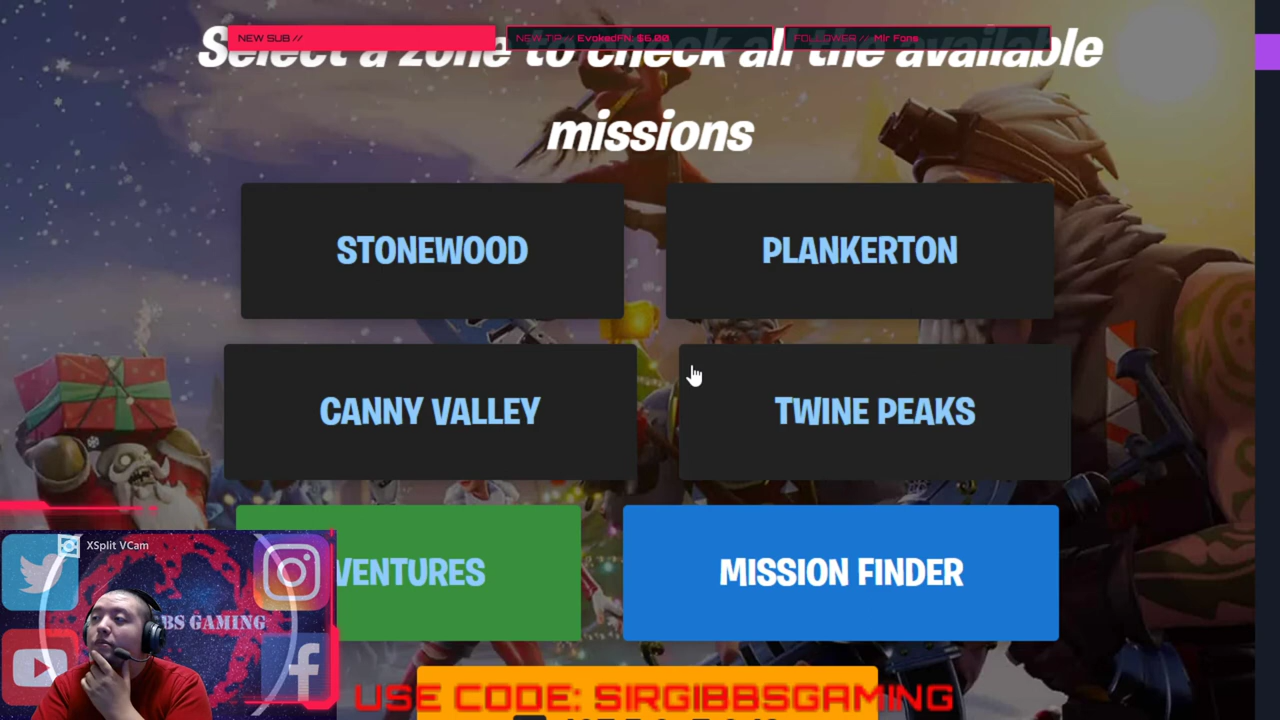 NEW SUB //
NEW TIP // EvokedFN: $6.00
FOLLOWER // Mir Fans
Select a zone to check all the available
missions
STONEWOOD
PLANKERTON
CANNY VALLEY
TWINE PEAKS
VENTURES
MISSION FINDER
XSplit VCam
BS GAMING
USE CODE: SIRGIBBSGAMING